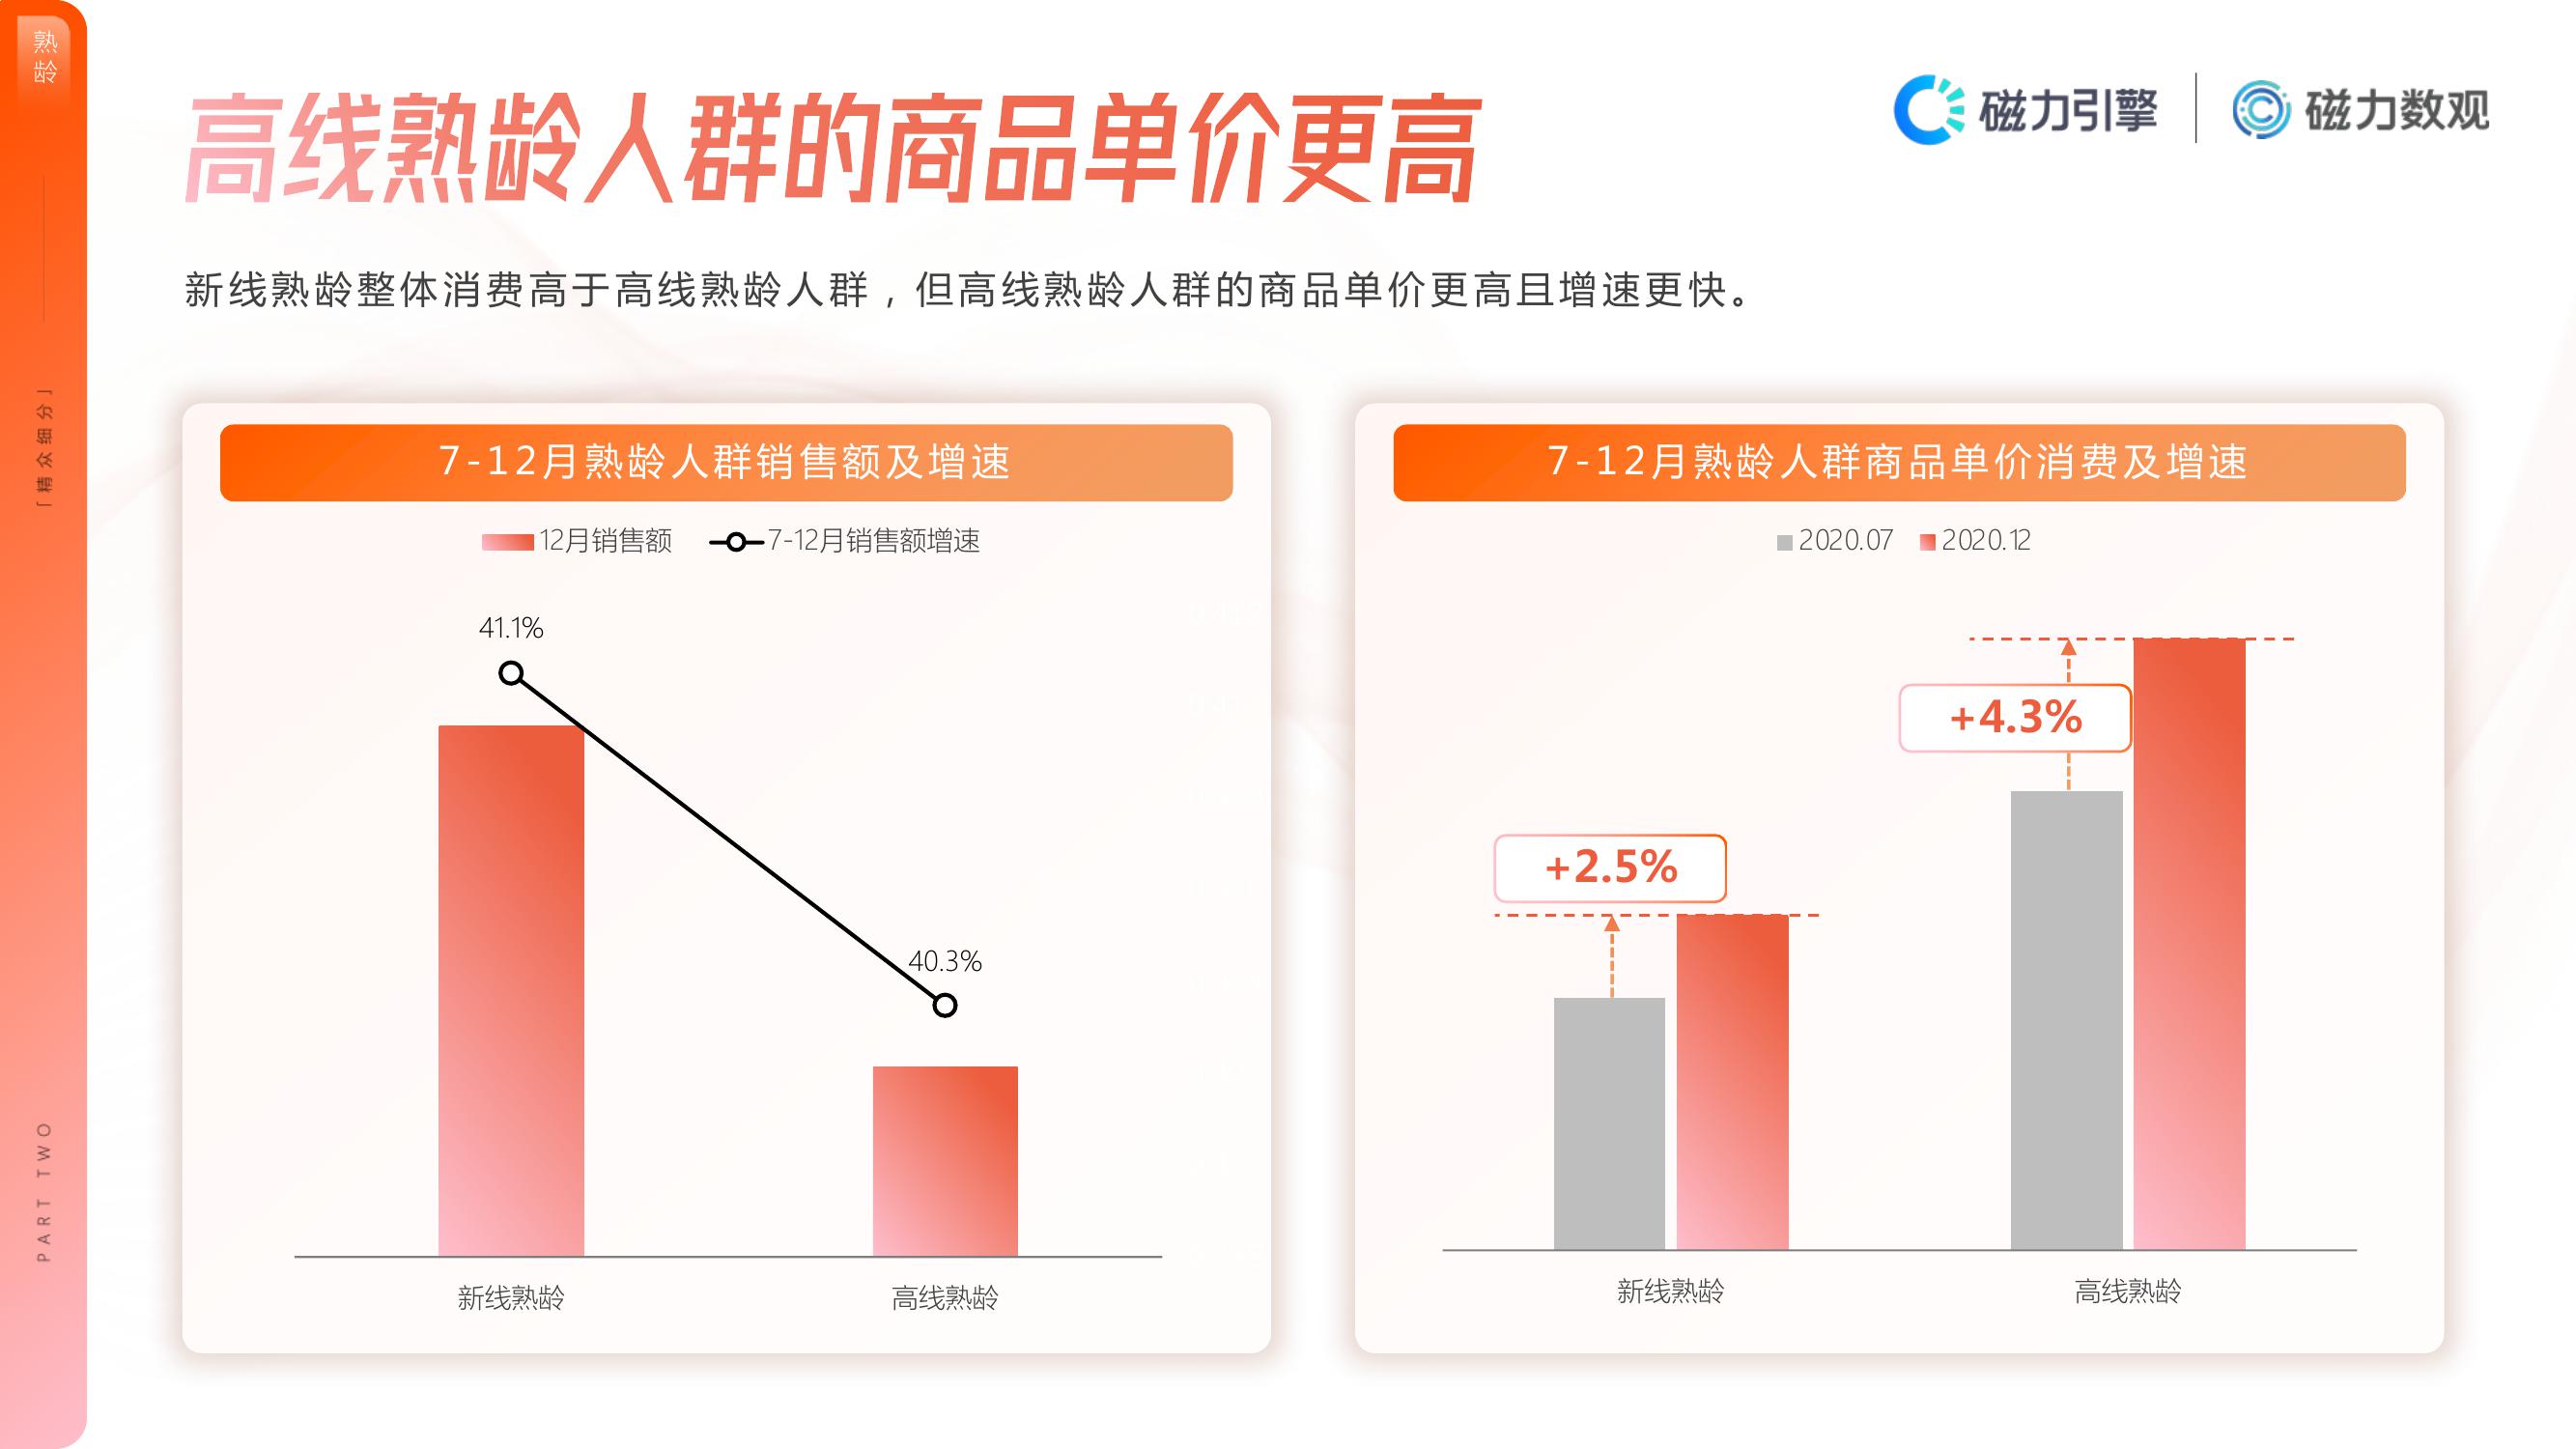 熟
龄
「精众细分」
PART TWO
高线熟龄人群的商品单价更高
磁力引擎
磁力数观
新线熟龄整体消费高于高线熟龄人群，但高线熟龄人群的商品单价更高且增速更快。
7-12月熟龄人群销售额及增速
12月销售额
7-12月销售额增速
41.1%
40.3%
新线熟龄
高线熟龄
7-12月熟龄人群商品单价消费及增速
2020.07
2020.12
+2.5%
+4.3%
新线熟龄
高线熟龄